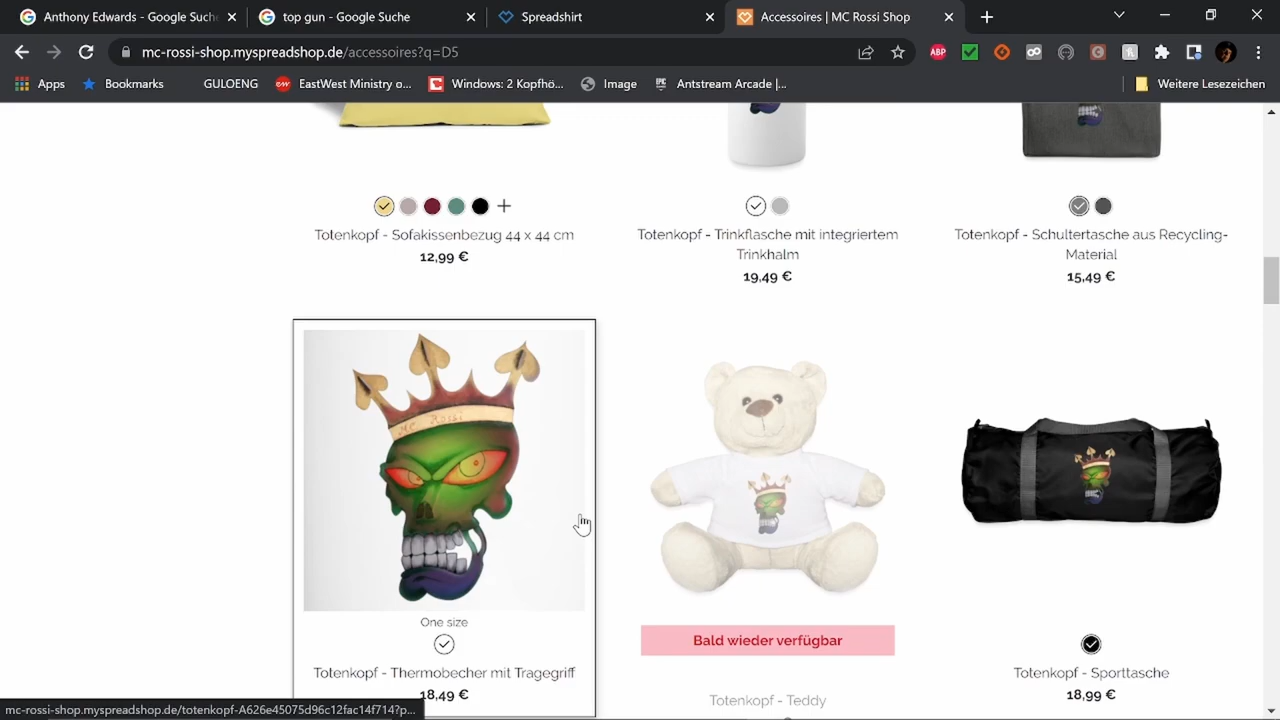 Anthony Edwards - Google Suche
top gun - Google Suche
Spreadshirt
Accessoires | MC Rossi Shop
mc-rossi-shop.myspreadshop.de/accessoires?q=D5
ABP
Apps
Bookmarks
GULOENG
EastWest Ministry o...
Windows: 2 Kopfho...
Image
Antstream Arcade |...
Weitere Lesezeichen
Totenkopf - Sofakissenbezug 44 x 44 cm
12,99 €
Totenkopf - Trinkflasche mit integriertem
Trinkhalm
19,49 €
Totenkopf - Schultertasche aus Recycling-
Material
15,49 €
MC Rossi
One size
Totenkopf - Thermobecher mit Tragegriff
18,49 €
Bald wieder verfügbar
Totenkopf - Teddy
Totenkopf - Sporttasche
18,99 €
mc-rossi-shop.myspreadshop.de/totenkopf-A626e45075d96c12fac14f714?p...